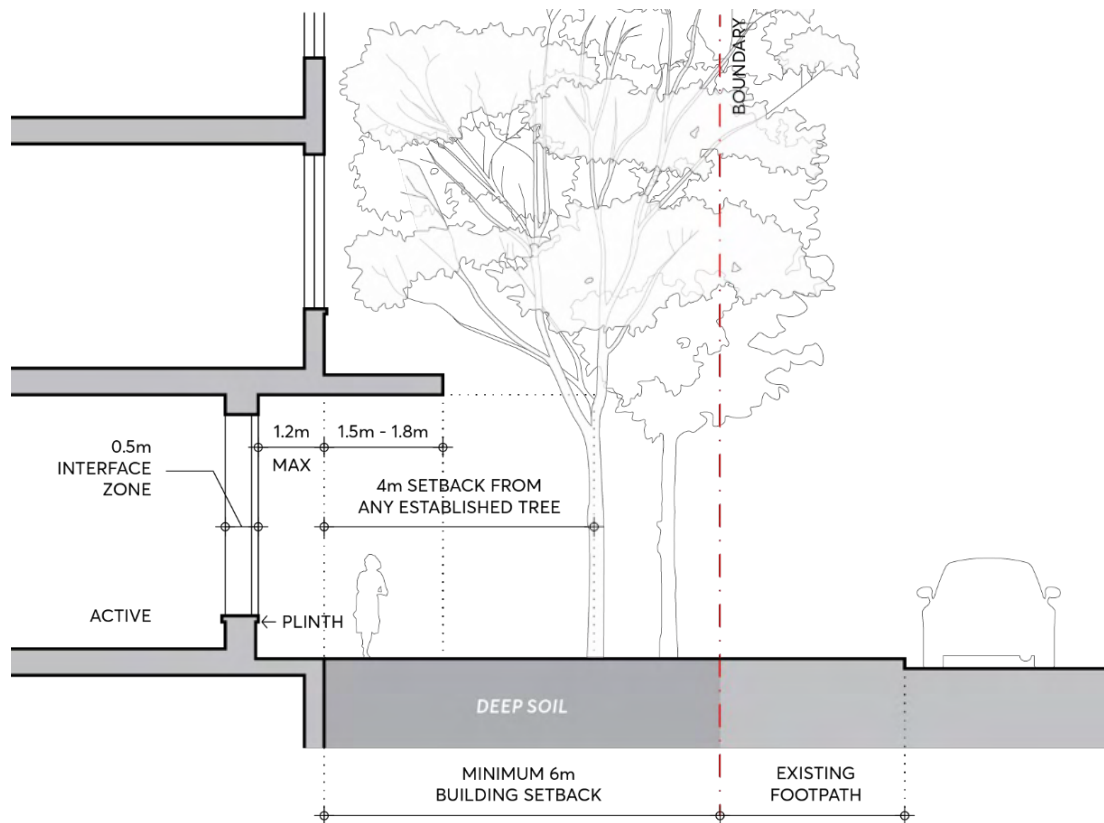 BOUNDARY
1.2m
MAX
1.5m - 1.8m
0.5m
INTERFACE
ZONE
4m SETBACK FROM
ANY ESTABLISHED TREE
ACTIVE
← PLINTH
DEEP SOIL
MINIMUM 6m
BUILDING SETBACK
EXISTING
FOOTPATH